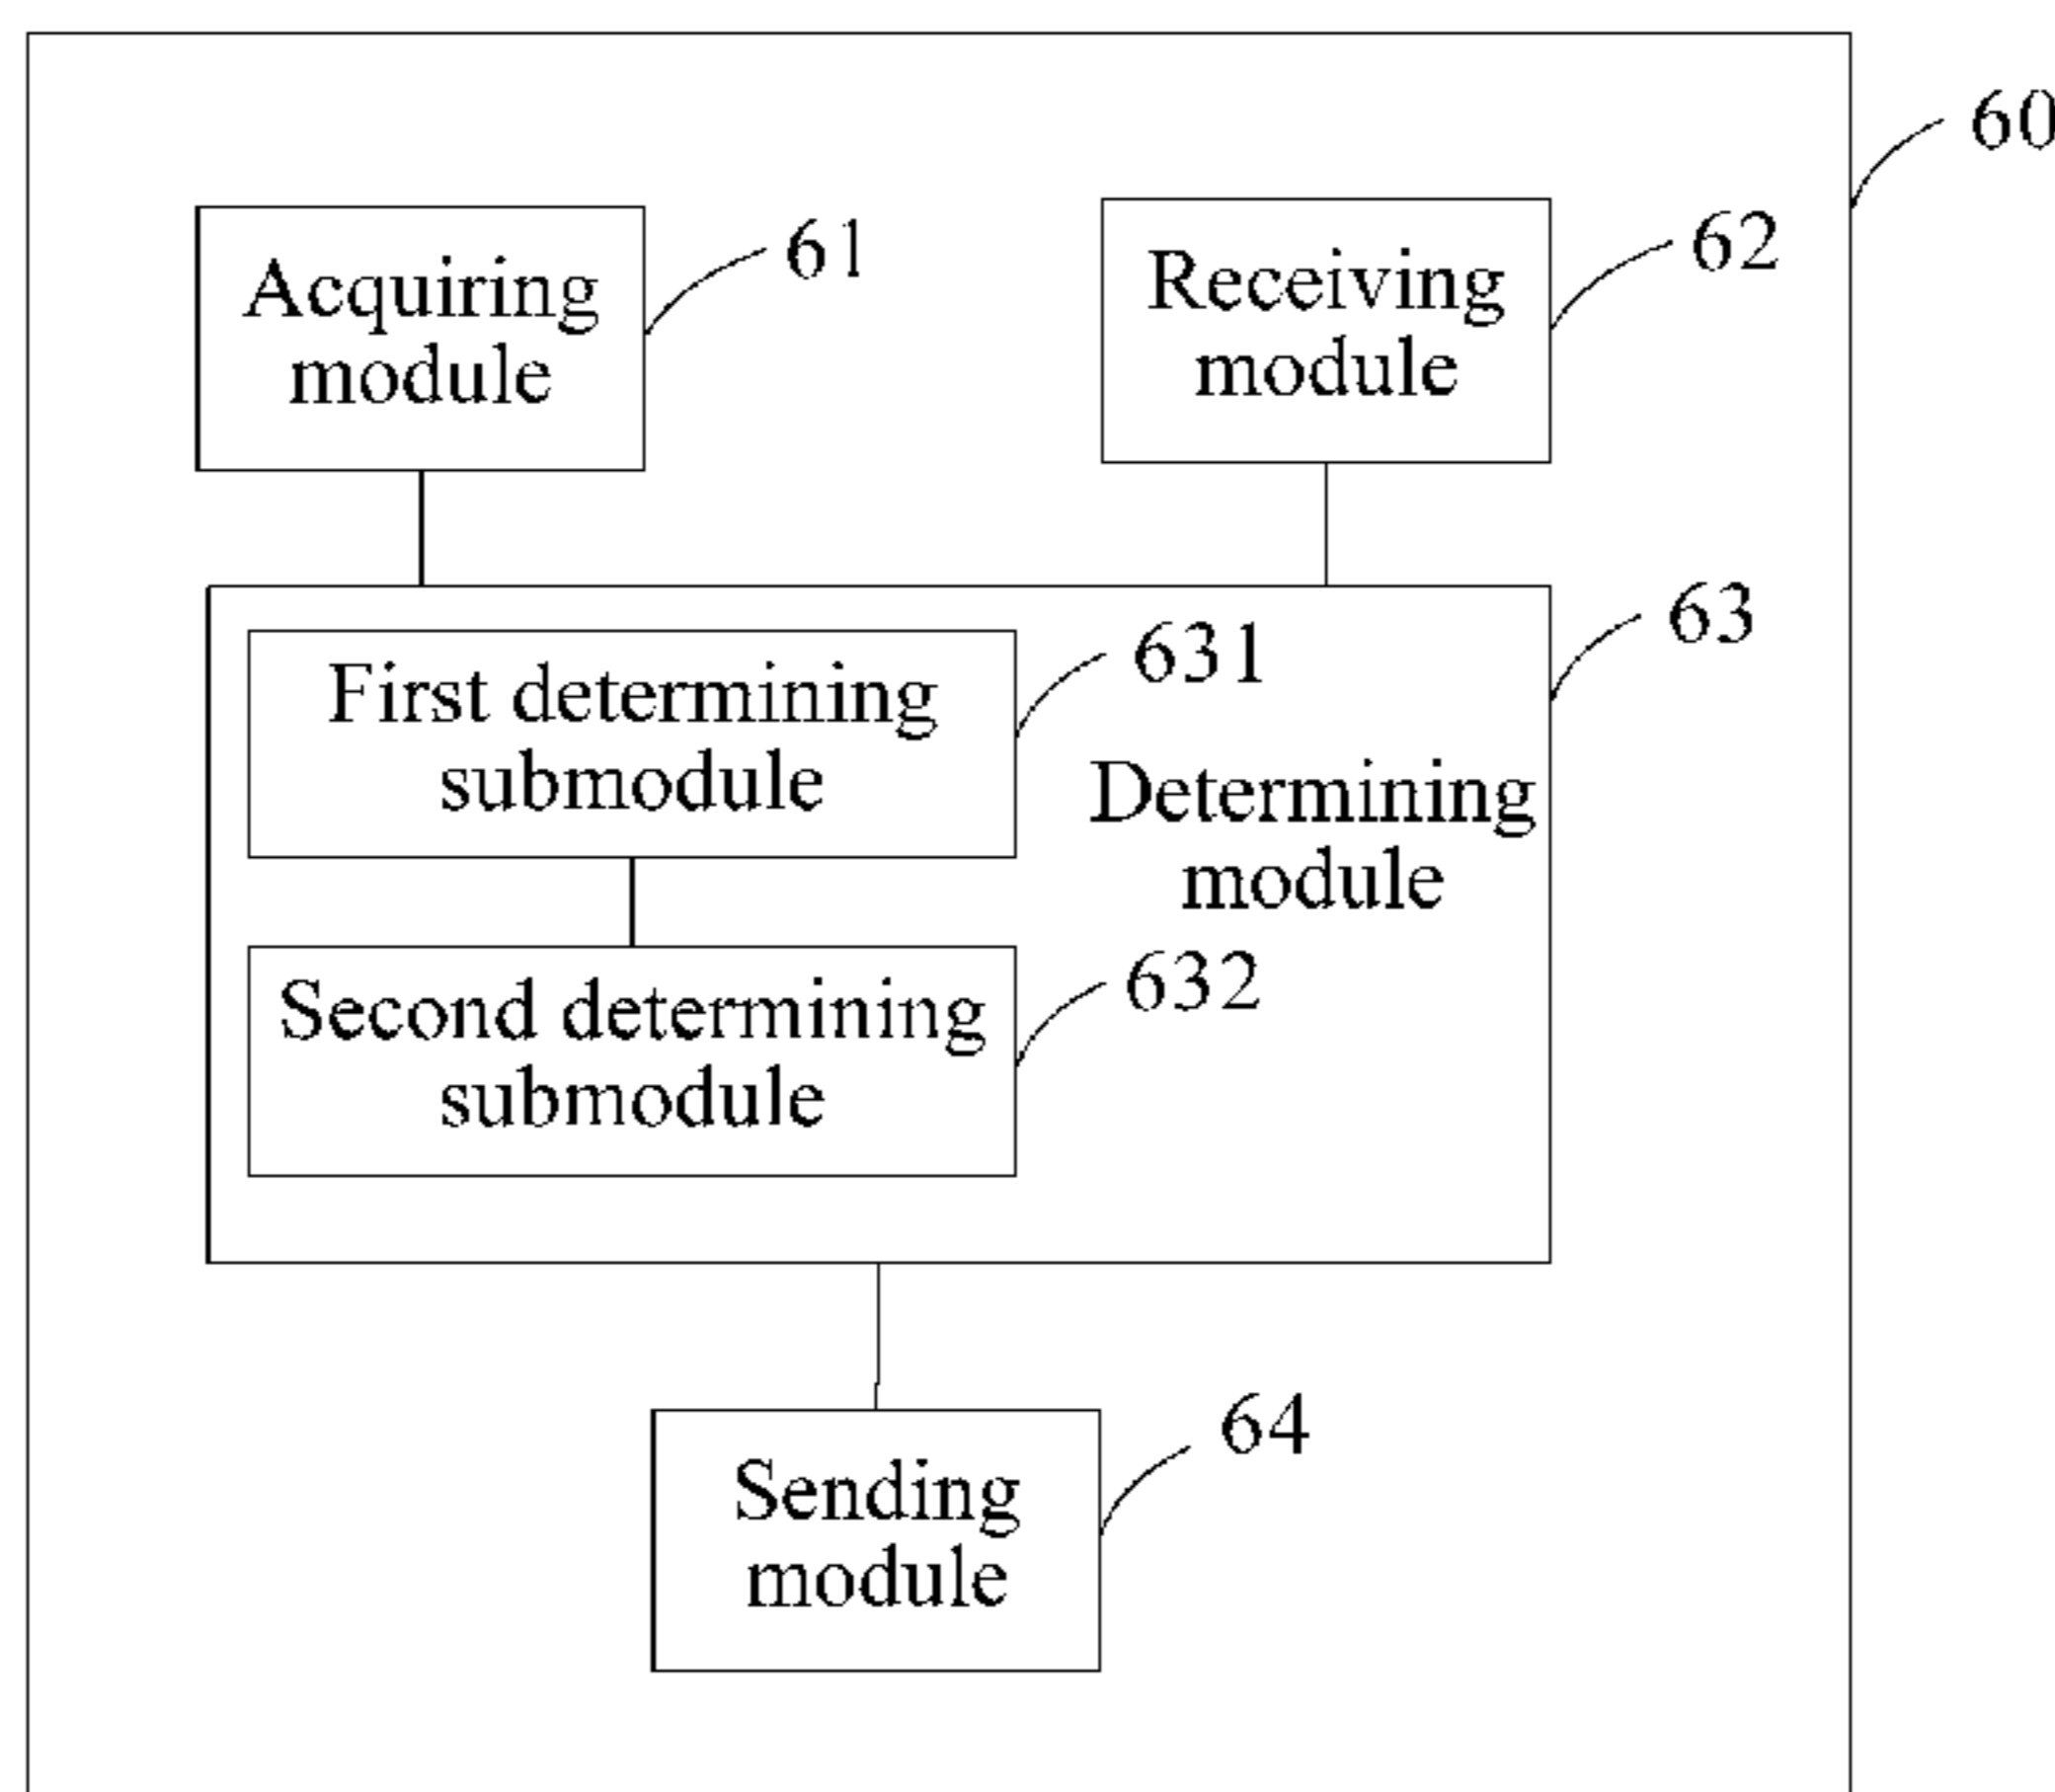 60
61
62
Acquiring
module
Receiving
module
63
631
First determining
submodule
Determining
module
632
Second determining
submodule
64
Sending
module